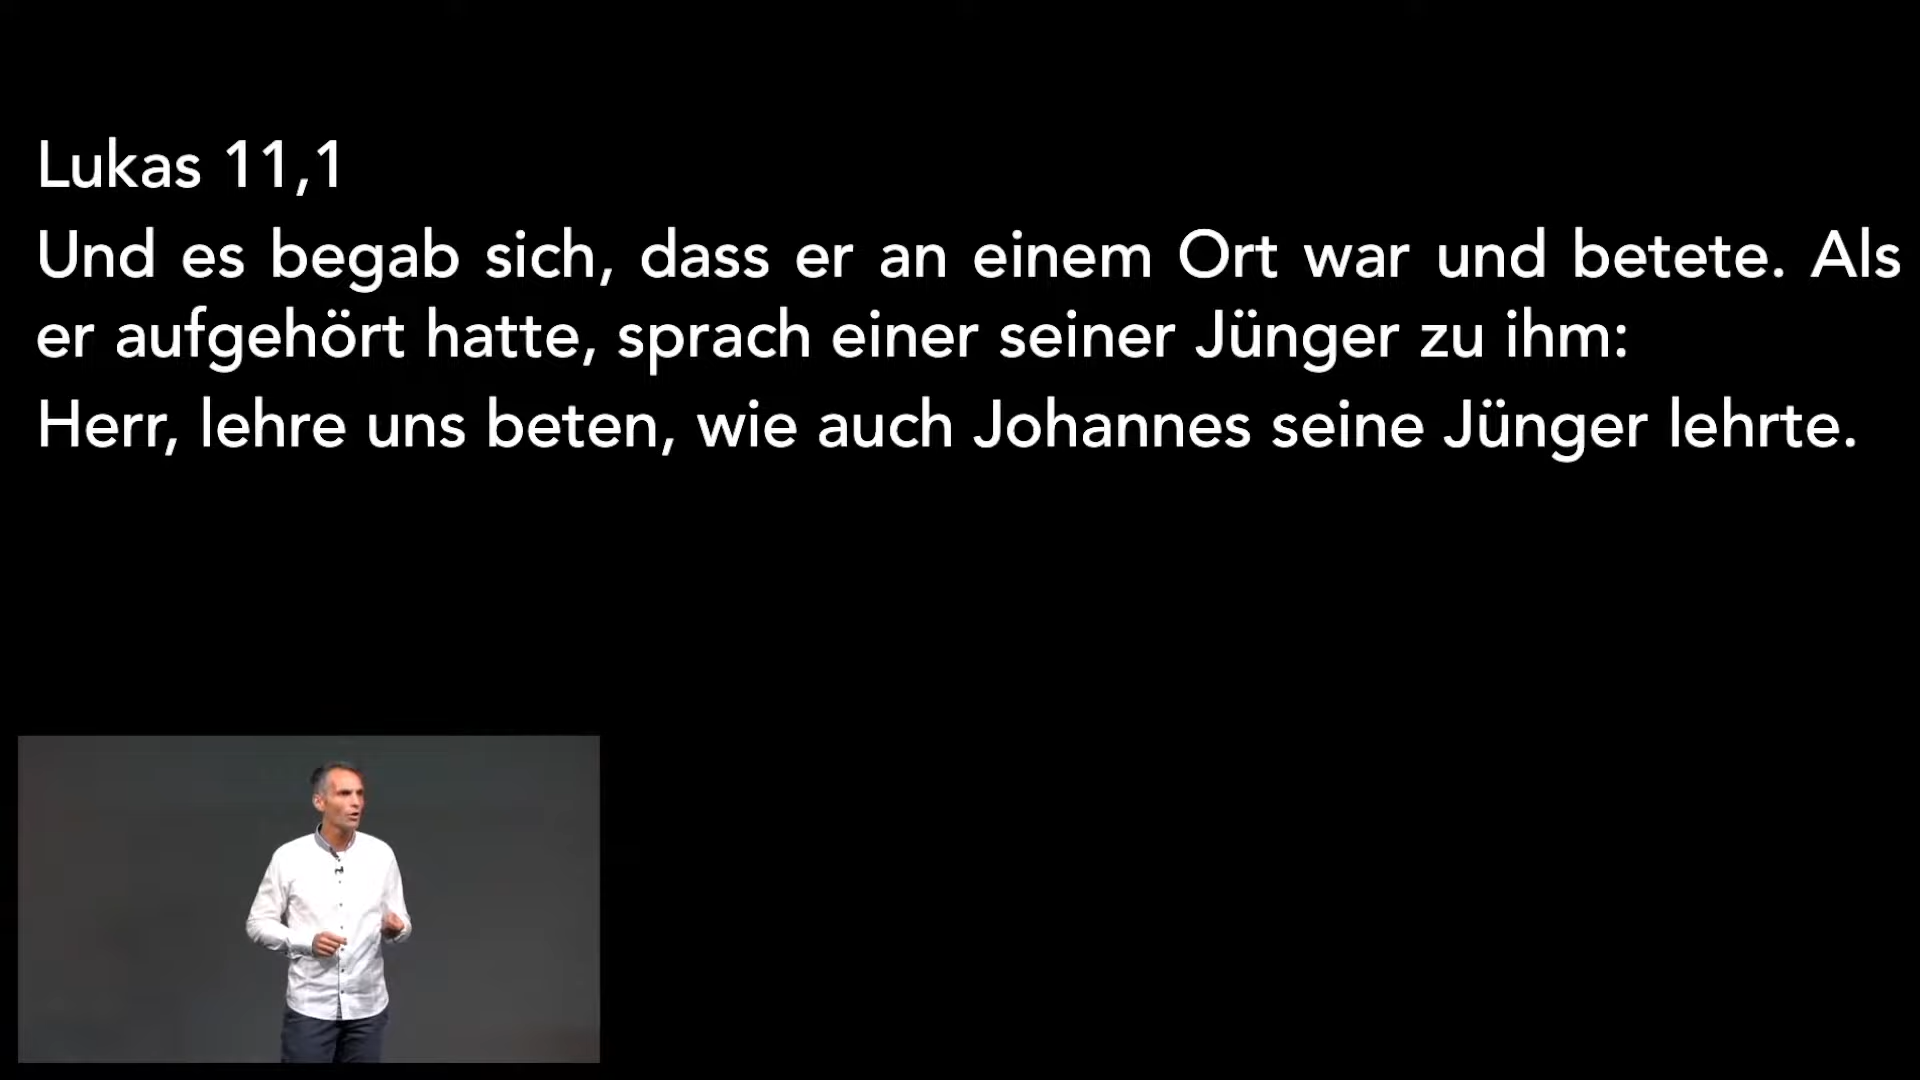 Lukas 11,1
Und es begab sich, dass er an einem Ort war und betete. Als
er aufgehört hatte, sprach einer seiner Jünger zu ihm:
Herr, lehre uns beten, wie auch Johannes seine Jünger lehrte.